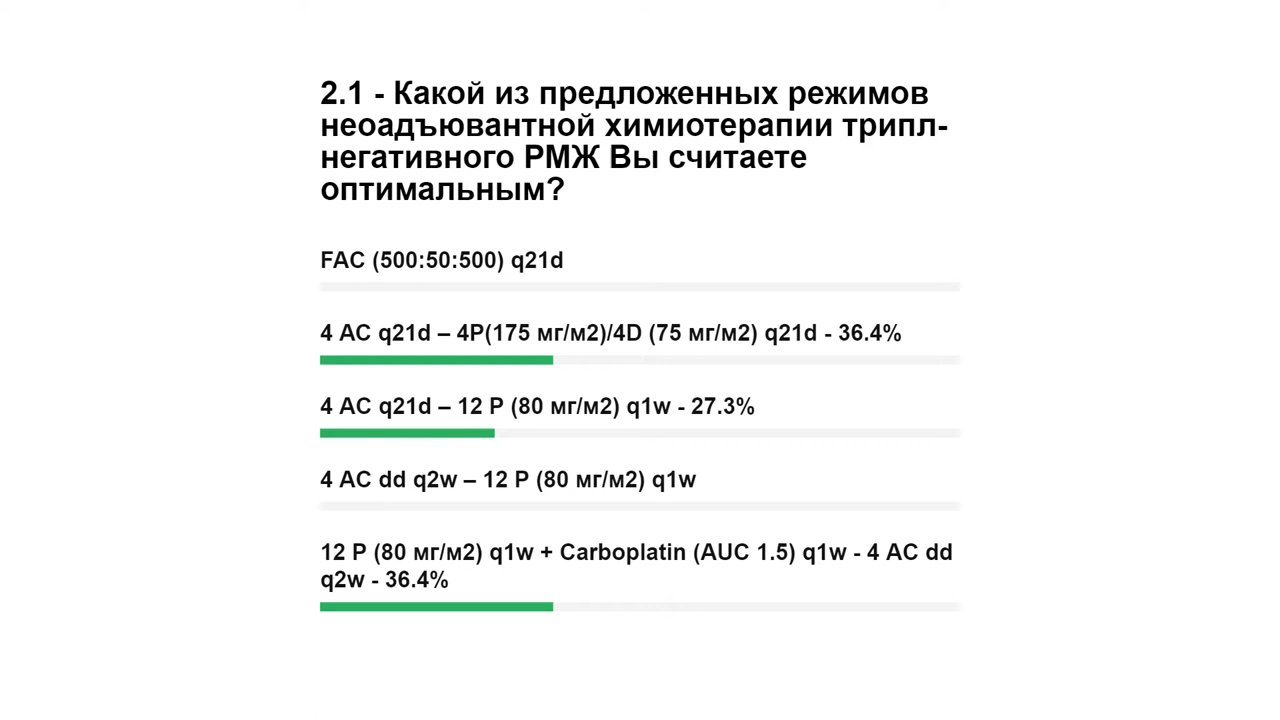 2.1 - Какой из предложенных режимов
неоадъювантной химиотерапии трипл-
негативного РМЖ Вы считаете
оптимальным?
FAC (500:50:500) q21d
4 AC q21d – 4P(175 мг/м2)/4D (75 мг/м2) q21d - 36.4%
4 AC q21d – 12 P (80 мг/м2) q1w - 27.3%
4 AC dd q2w – 12 P (80 мг/м2) q1w
12 P (80 мг/м2) q1w + Carboplatin (AUC 1.5) q1w - 4 AC dd
q2w - 36.4%